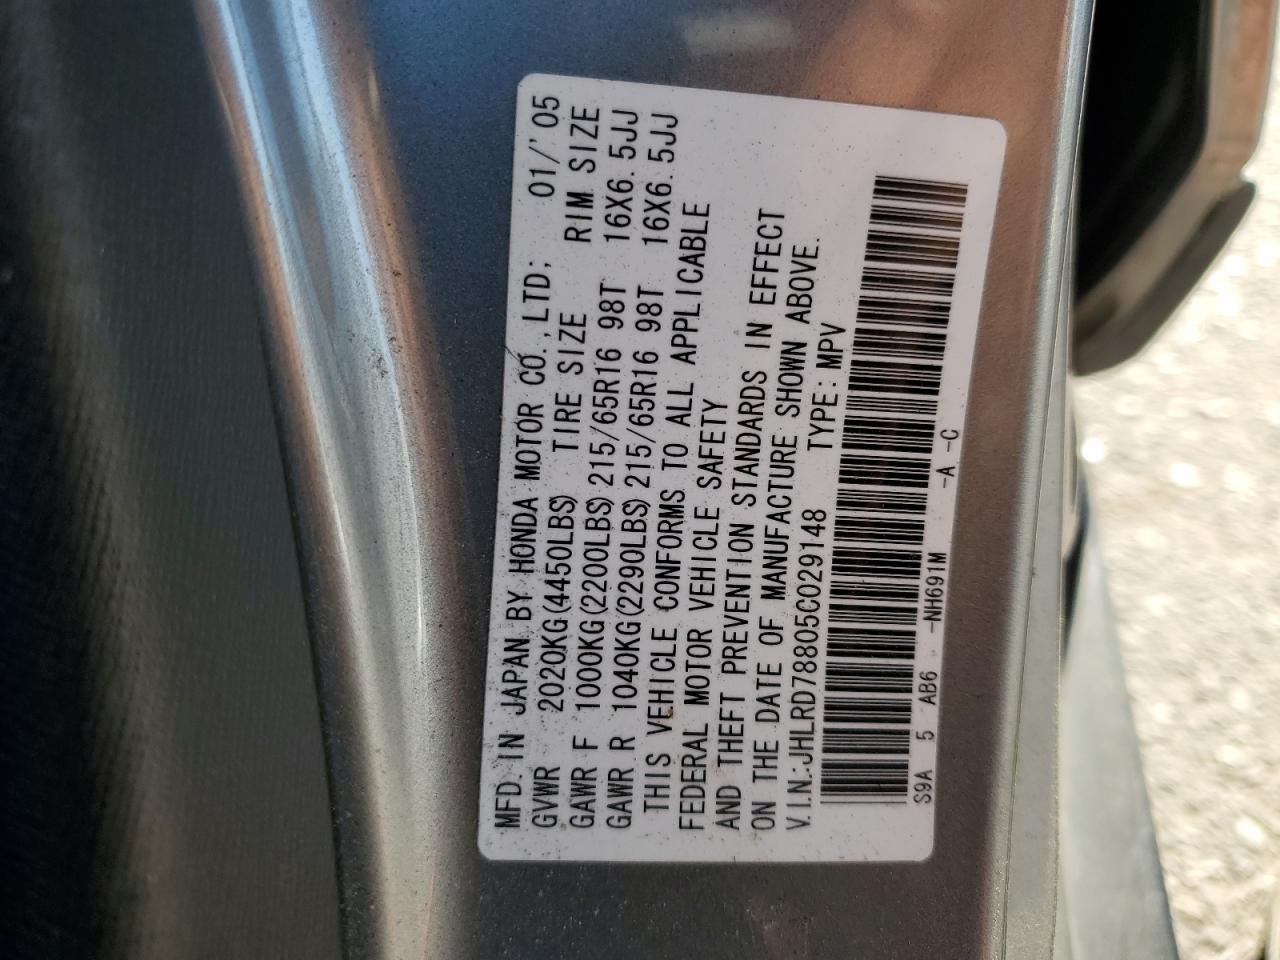 MFD. IN JAPAN BY HONDA MOTOR CO.,LTD; 01/'05
GVWR 2020KG(4450LBS) TIRE SIZE RIM SIZE
GAWR F 1000KG(2200LBS) 215/65R16 98T 16X6.5JJ
GAWR R 1040KG(2290LBS) 215/65R16 98T 16X6.5JJ
THIS VEHICLE CONFORMS TO ALL APPLICABLE
FEDERAL MOTOR VEHICLE SAFETY
AND THEFT PREVENTION STANDARDS IN EFFECT
ON THE DATE OF MANUFACTURE SHOWN ABOVE.
V.I.N.:JHLRD78805C029148 TYPE:MPV
S9A 5 AB6 -NH691M -A -C